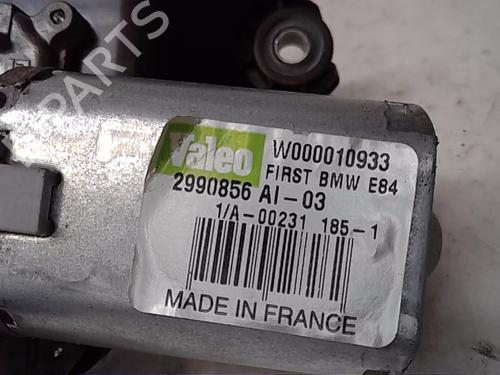 B-PARTS
Valeo
W000010933
FIRST BMW E84
2990856 AI-03
1/A-00231 185-1
MADE IN FRANCE